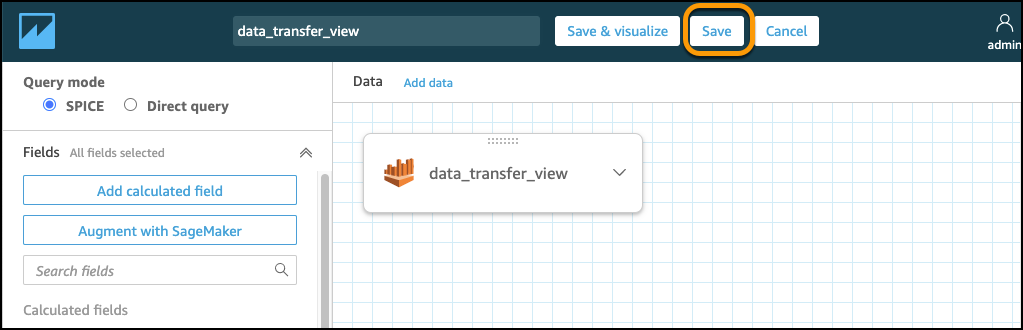 data_transfer_view
Save & visualize
Save
Cancel
admin
Query mode
SPICE
Direct query
Fields All fields selected
Add calculated field
Augment with SageMaker
Search fields
Calculated fields
Data Add data
data_transfer_view